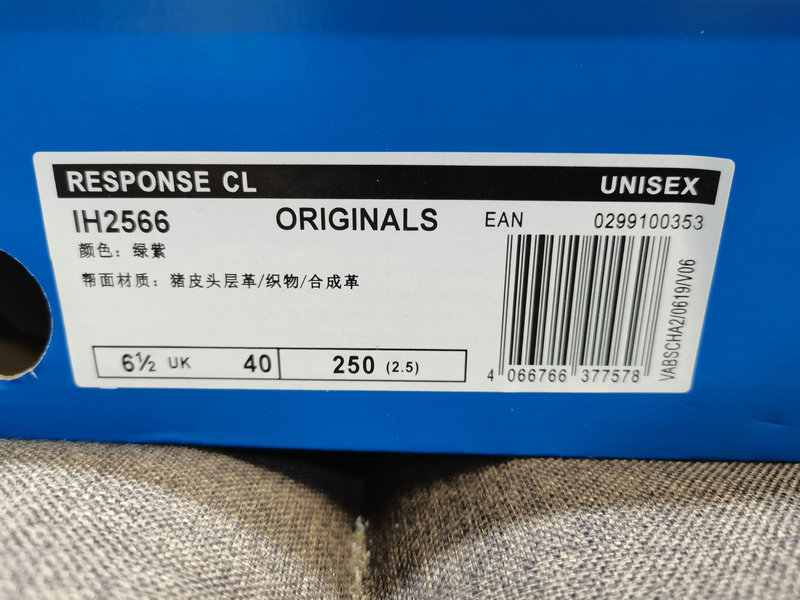 RESPONSE CL UNISEX
IH2566 ORIGINALS EAN 0299100353
颜色：绿紫
帮面材质：猪皮头层革/织物/合成革
6½ UK 40 250 (2.5)
4 066766 377578
VABSCHA2/0619/V06